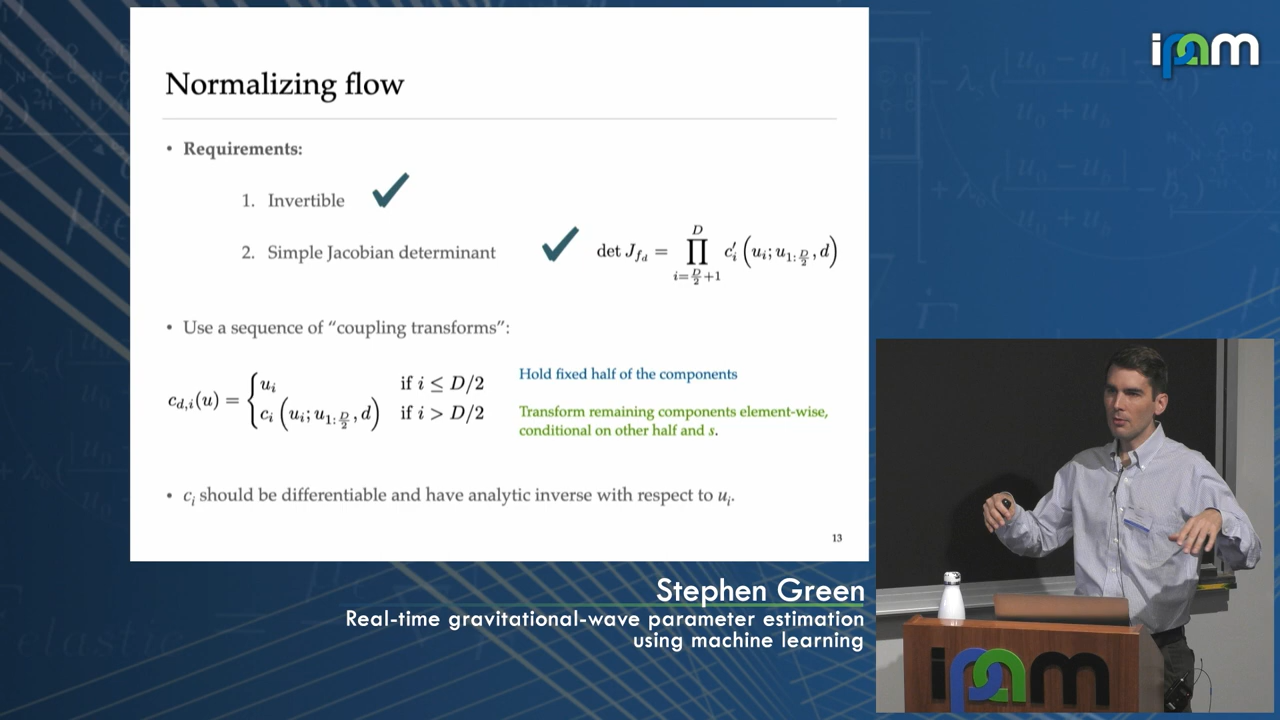 ipam
Normalizing flow
• Requirements:
1. Invertible ✔
2. Simple Jacobian determinant ✔ det J_{f_d} = ∏_{i=D/2+1}^{D} c'_i (u_i; u_{1:D/2}, d)
• Use a sequence of “coupling transforms”:
c_{d,i}(u) = { u_i if i ≤ D/2
c_i (u_i; u_{1:D/2}, d) if i > D/2
Hold fixed half of the components
Transform remaining components element-wise,
conditional on other half and s.
• c_i should be differentiable and have analytic inverse with respect to u_i.
13
Stephen Green
Real-time gravitational-wave parameter estimation
using machine learning
ipam